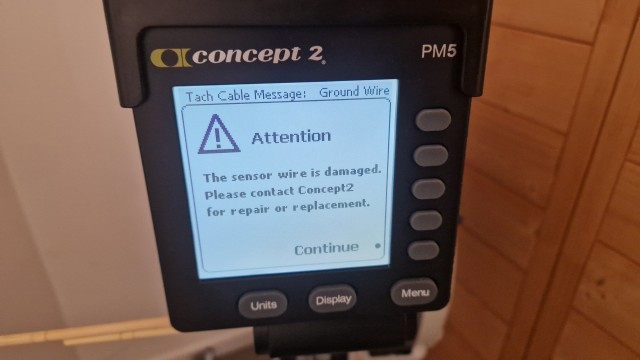 concept 2
PM5
Tach Cable Message: Ground Wire
Attention
The sensor wire is damaged.
Please contact Concept2
for repair or replacement.
Continue
Units
Display
Menu